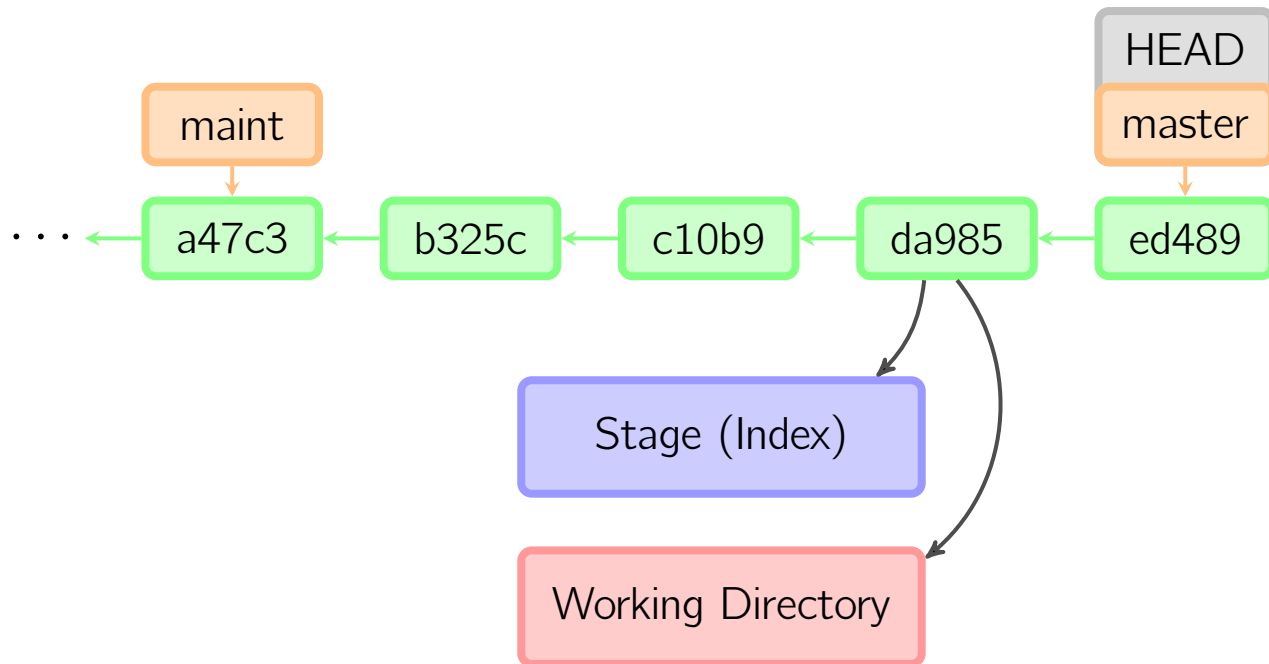 HEAD
maint
master
...
a47c3
b325c
c10b9
da985
ed489
Stage (Index)
Working Directory